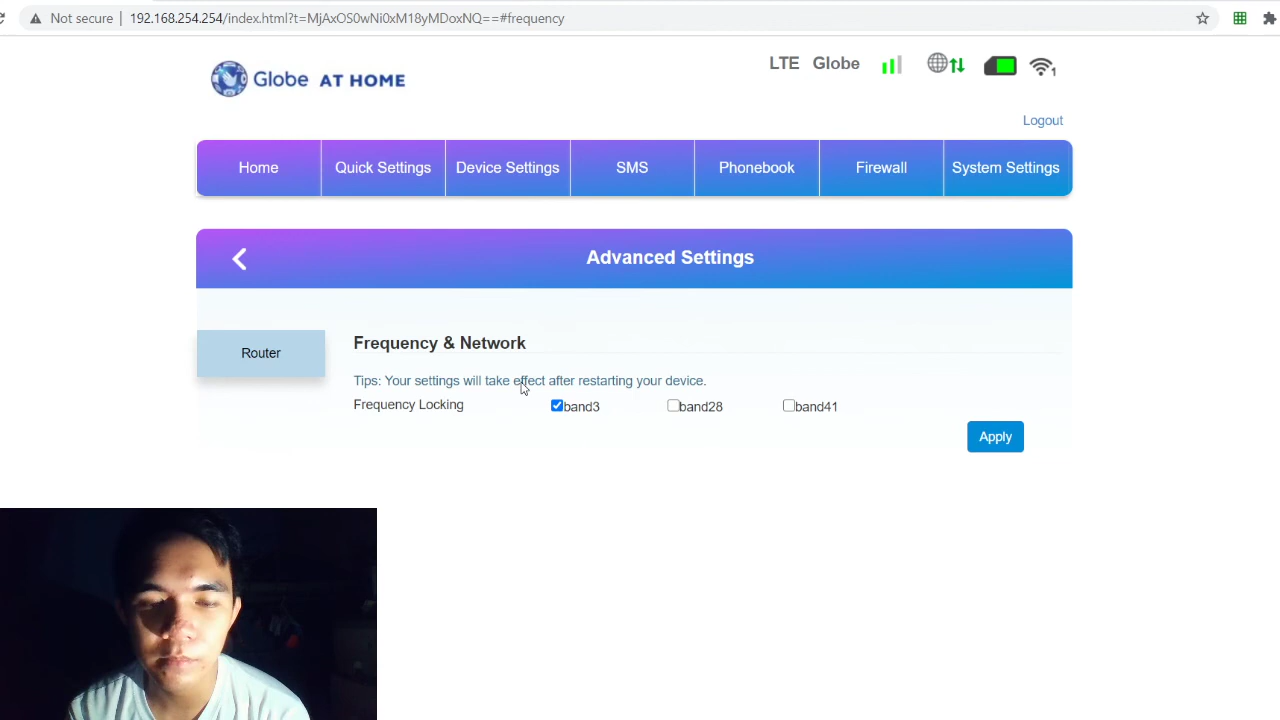 Not secure | 192.168.254.254/index.html?t=MjAxOS0wNi0xM18yMDoxNQ==#frequency
Globe AT HOME
LTE Globe
1
Logout
Home Quick Settings Device Settings SMS Phonebook Firewall System Settings
Advanced Settings
Router
Frequency & Network
Tips: Your settings will take effect after restarting your device.
Frequency Locking band3 band28 band41
Apply